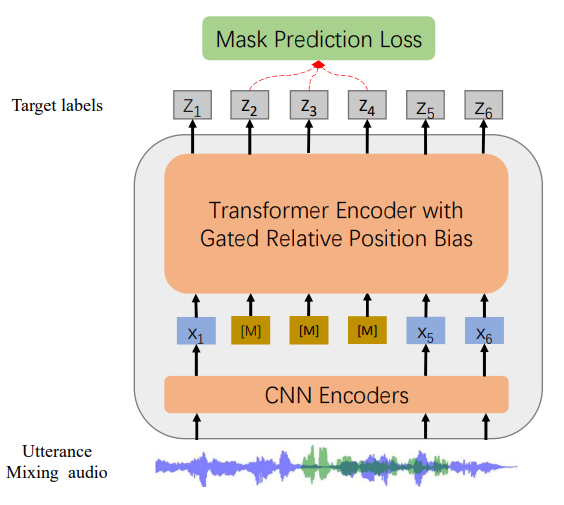 Mask Prediction Loss
Target labels
Z1 Z2 Z3 Z4 Z5 Z6
Transformer Encoder with
Gated Relative Position Bias
X1 [M] [M] [M] X5 X6
CNN Encoders
Utterance
Mixing audio